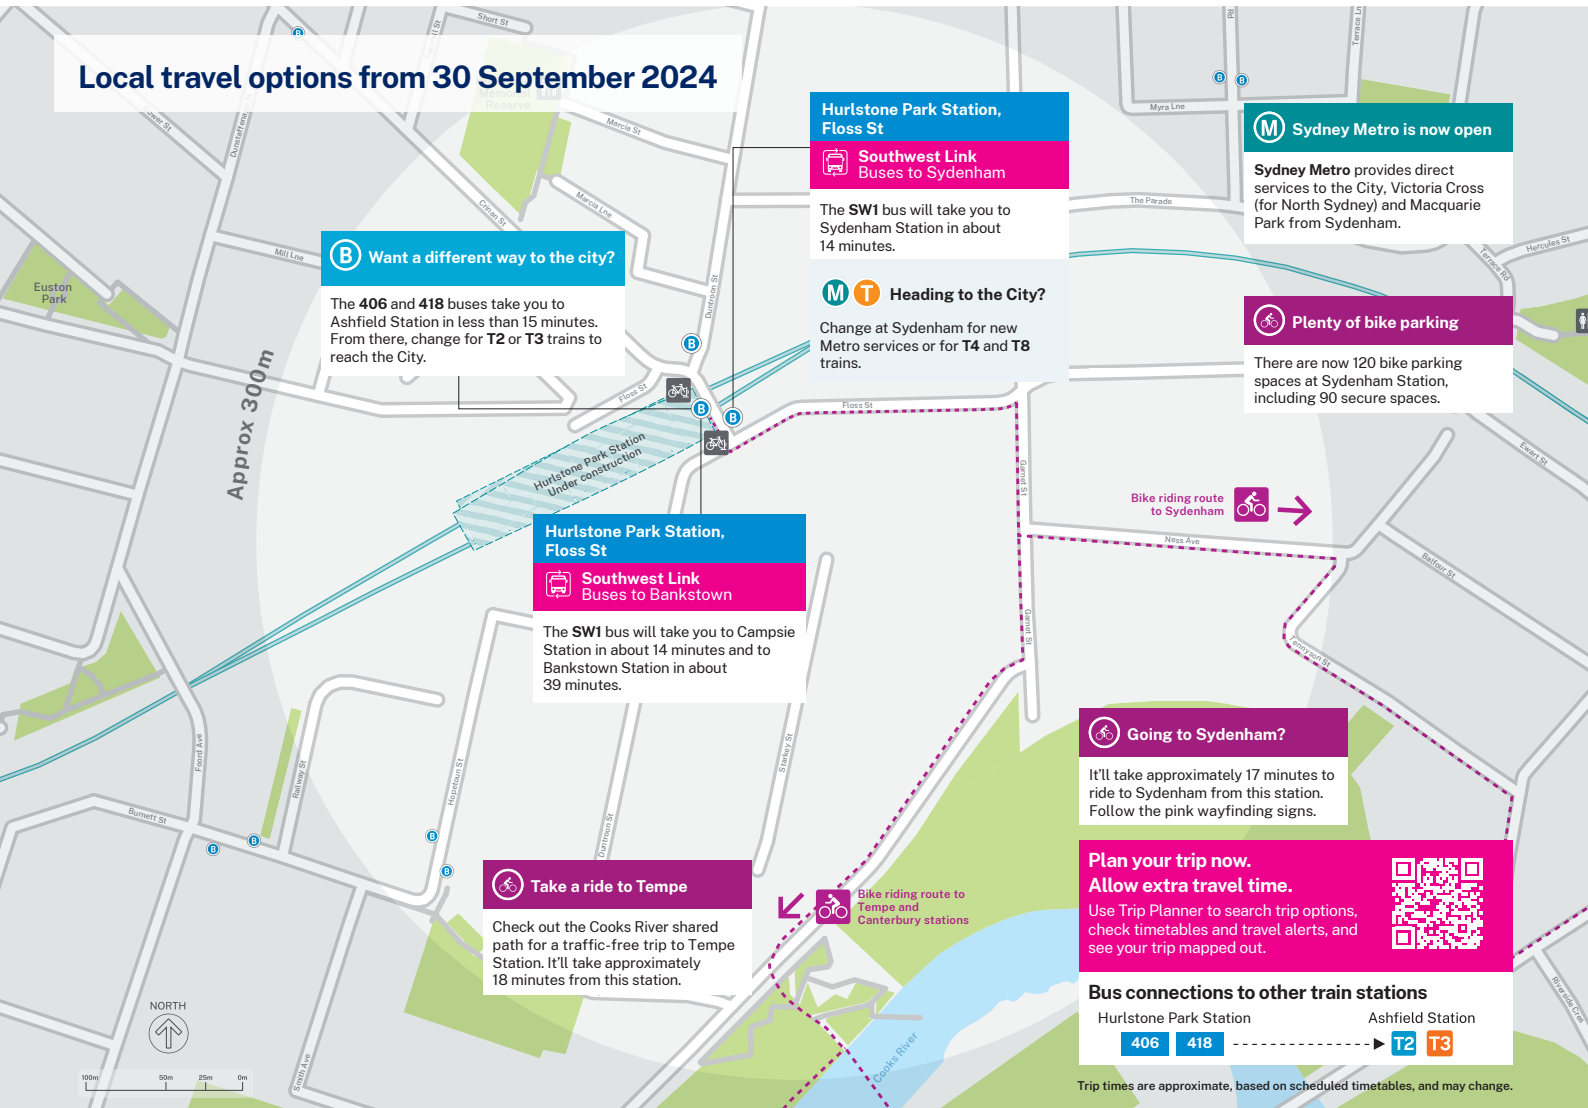 Local travel options from 30 September 2024
Short St
Marcia St
Marcia Lne
Crinan St
Mill Lne
Duntroon St
Euston
Park
Approx 300m
Myra Lne
The Parade
Terrace Rd
Hercules St
Hurlstone Park Station,
Floss St
Southwest Link
Buses to Sydenham
The SW1 bus will take you to
Sydenham Station in about
14 minutes.
M T Heading to the City?
Change at Sydenham for new
Metro services or for T4 and T8
trains.
M Sydney Metro is now open
Sydney Metro provides direct
services to the City, Victoria Cross
(for North Sydney) and Macquarie
Park from Sydenham.
B Want a different way to the city?
The 406 and 418 buses take you to
Ashfield Station in less than 15 minutes.
From there, change for T2 or T3 trains to
reach the City.
Plenty of bike parking
There are now 120 bike parking
spaces at Sydenham Station,
including 90 secure spaces.
B
B
B
B
B
B
Floss St
Floss St
Hurlstone Park Station
Under construction
Garnet St
Ewart St
Bike riding route
to Sydenham
Ness Ave
Balfour St
Hurlstone Park Station,
Floss St
Southwest Link
Buses to Bankstown
The SW1 bus will take you to Campsie
Station in about 14 minutes and to
Bankstown Station in about
39 minutes.
Garnet St
Tennyson St
Foord Ave
Railway St
Hopetoun St
Starkey St
Duntroon St
Burnett St
B
B
B
B
Going to Sydenham?
It'll take approximately 17 minutes to
ride to Sydenham from this station.
Follow the pink wayfinding signs.
Take a ride to Tempe
Check out the Cooks River shared
path for a traffic-free trip to Tempe
Station. It'll take approximately
18 minutes from this station.
Bike riding route to
Tempe and
Canterbury stations
Plan your trip now.
Allow extra travel time.
Use Trip Planner to search trip options,
check timetables and travel alerts, and
see your trip mapped out.
Bus connections to other train stations
Hurlstone Park Station Ashfield Station
406 418 T2 T3
Riverside Cres
Cooks River
Smith Ave
NORTH
100m 50m 25m 0m
Trip times are approximate, based on scheduled timetables, and may change.